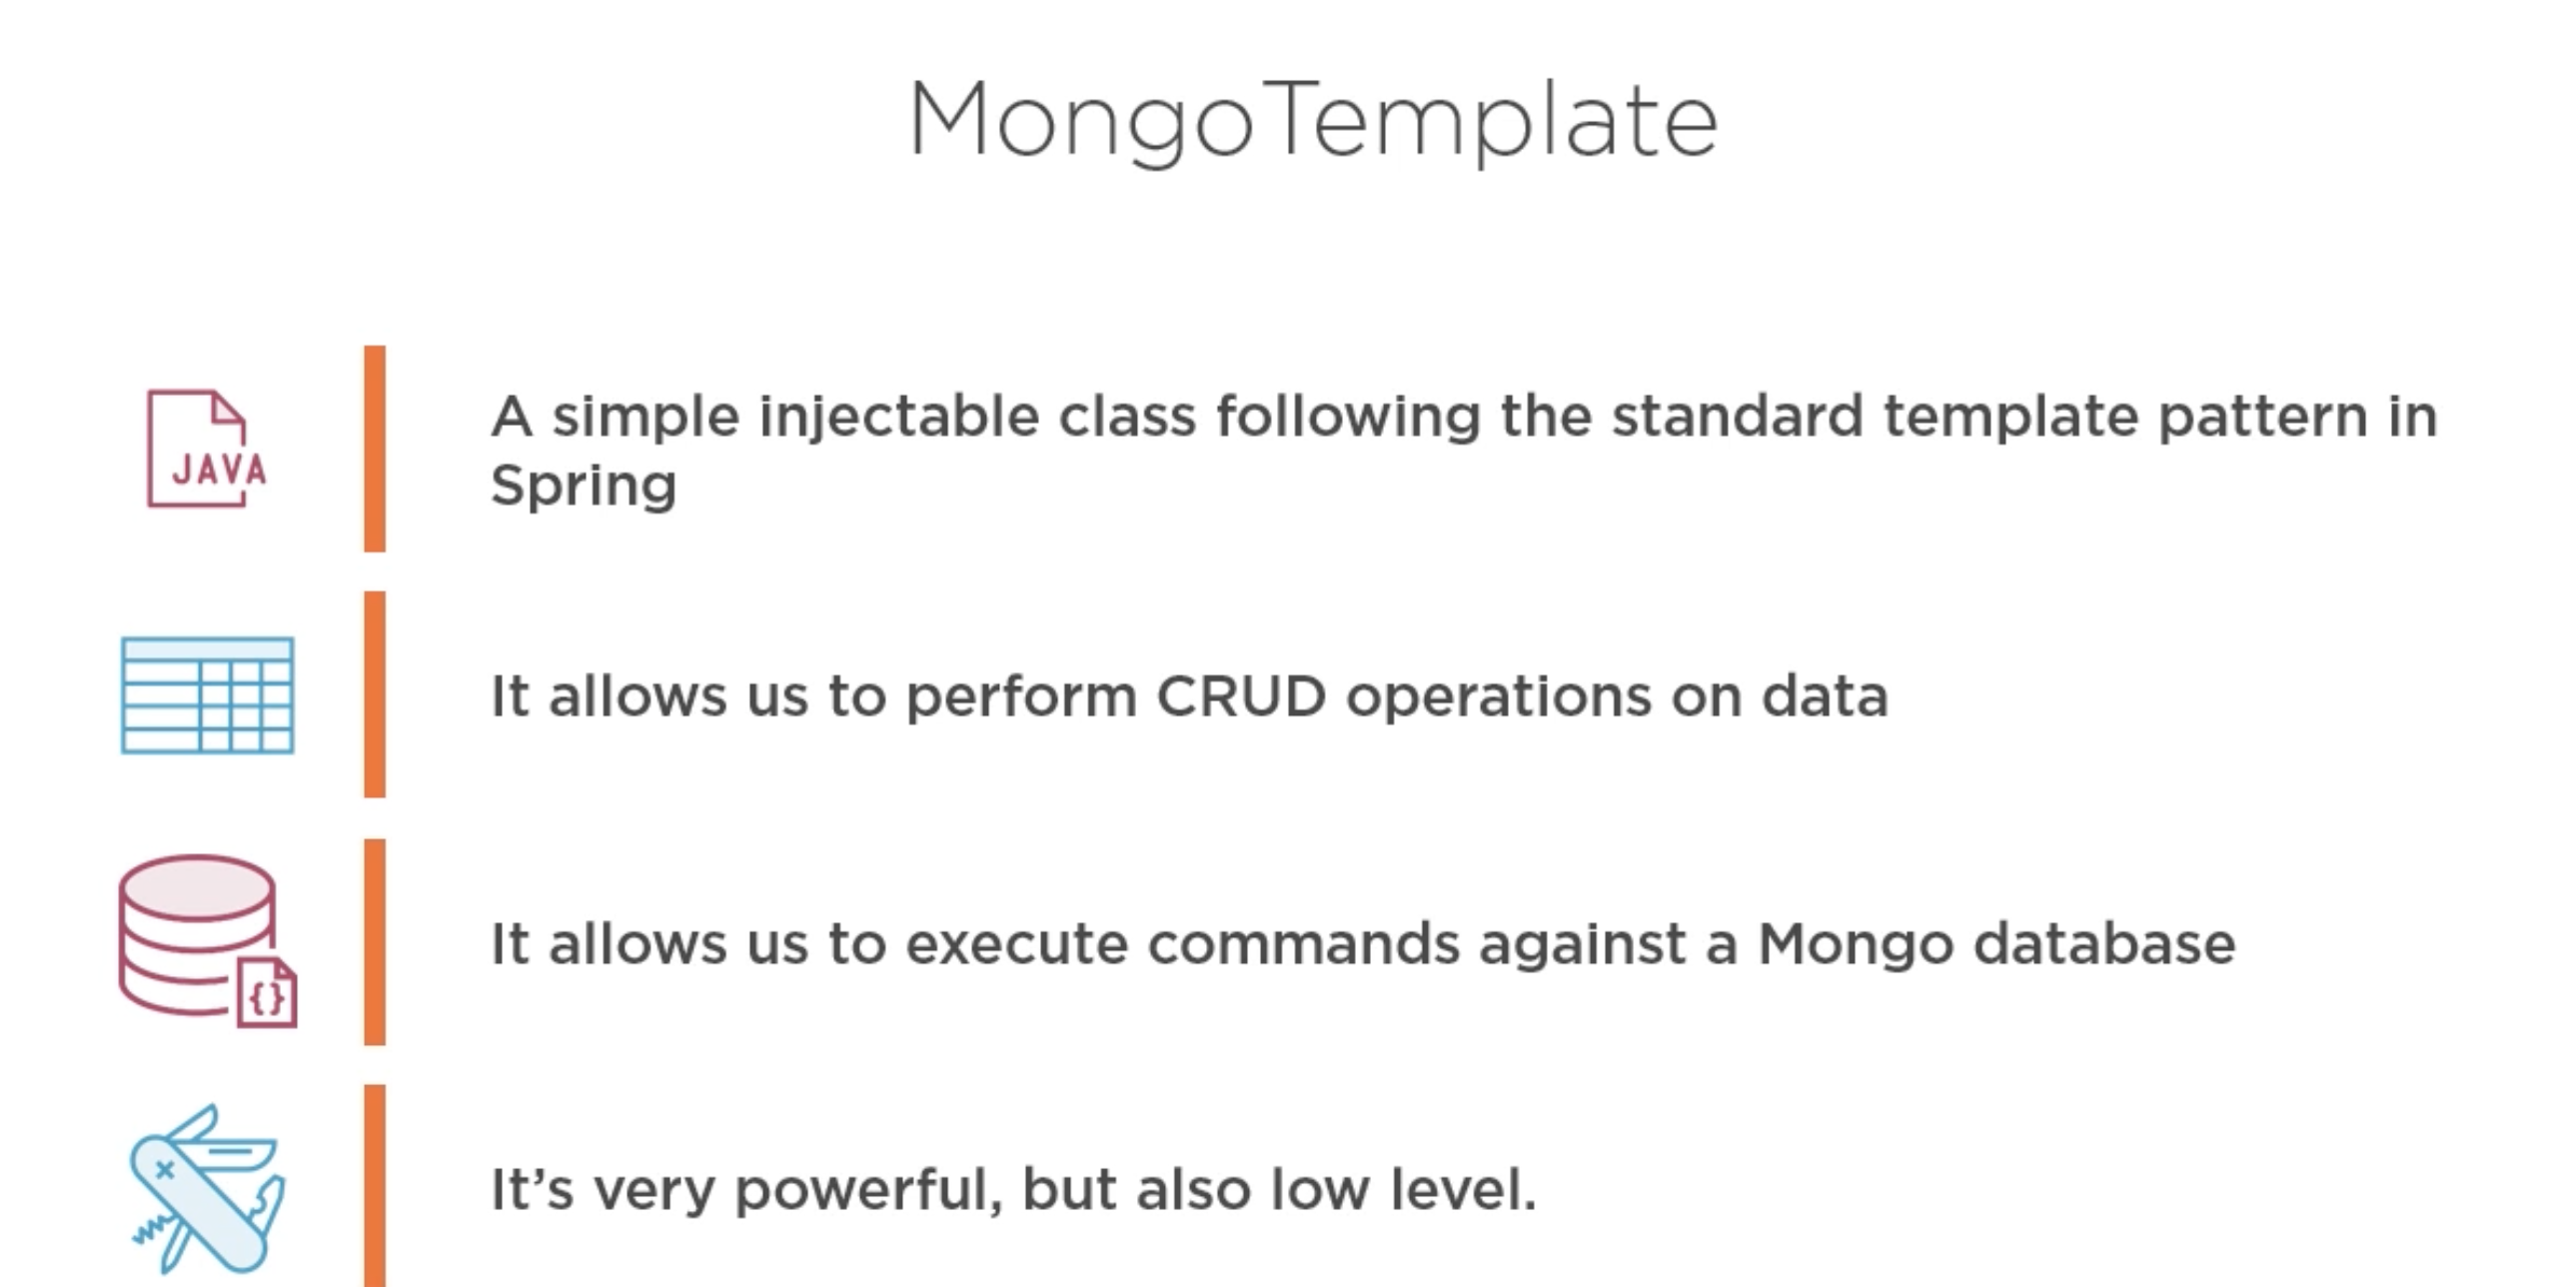 MongoTemplate
JAVA
A simple injectable class following the standard template pattern in
Spring
It allows us to perform CRUD operations on data
{}
It allows us to execute commands against a Mongo database
It’s very powerful, but also low level.